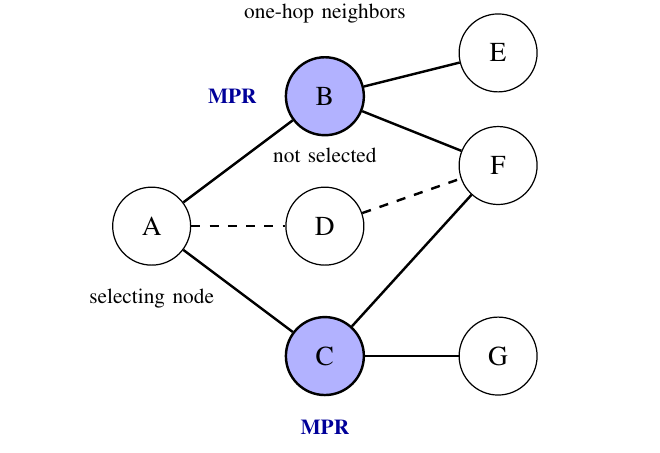 one-hop neighbors
E
MPR
B
not selected
F
A
D
selecting node
C
G
MPR